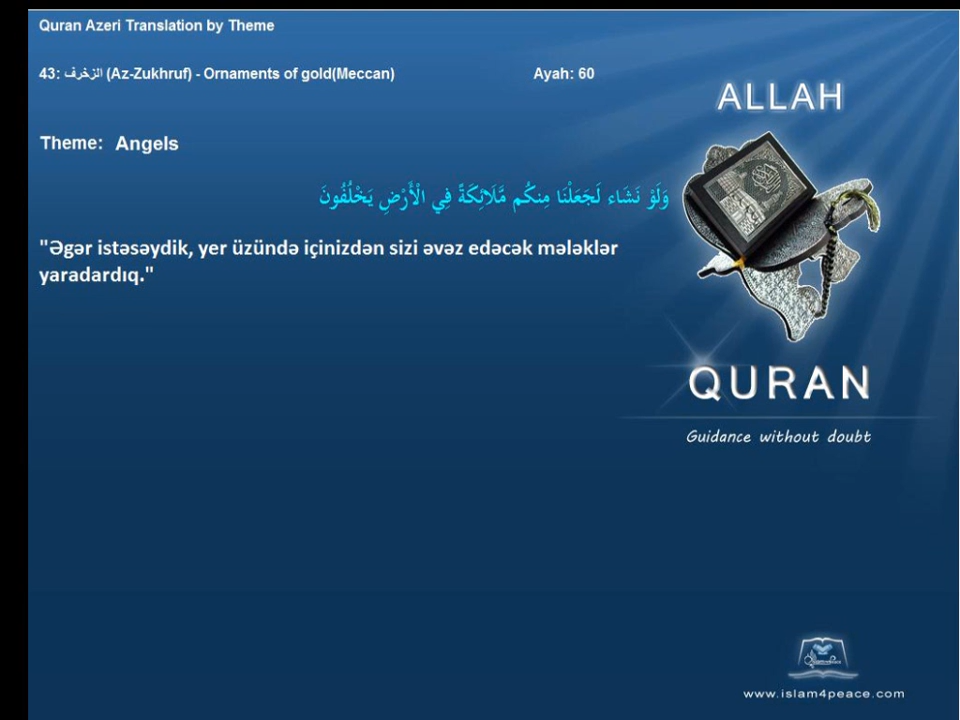 Quran Azeri Translation by Theme
43: الزخرف (Az-Zukhruf) - Ornaments of gold(Meccan) Ayah: 60
ALLAH
Theme: Angels
وَلَوْ نَشَاء لَجَعَلْنَا مِنكُم مَّلَائِكَةً فِي الْأَرْضِ يَخْلُفُونَ
"Əgər istəsəydik, yer üzündə içinizdən sizi əvəz edəcək mələklər
yaradardıq."
QURAN
Guidance without doubt
www.islam4peace.com